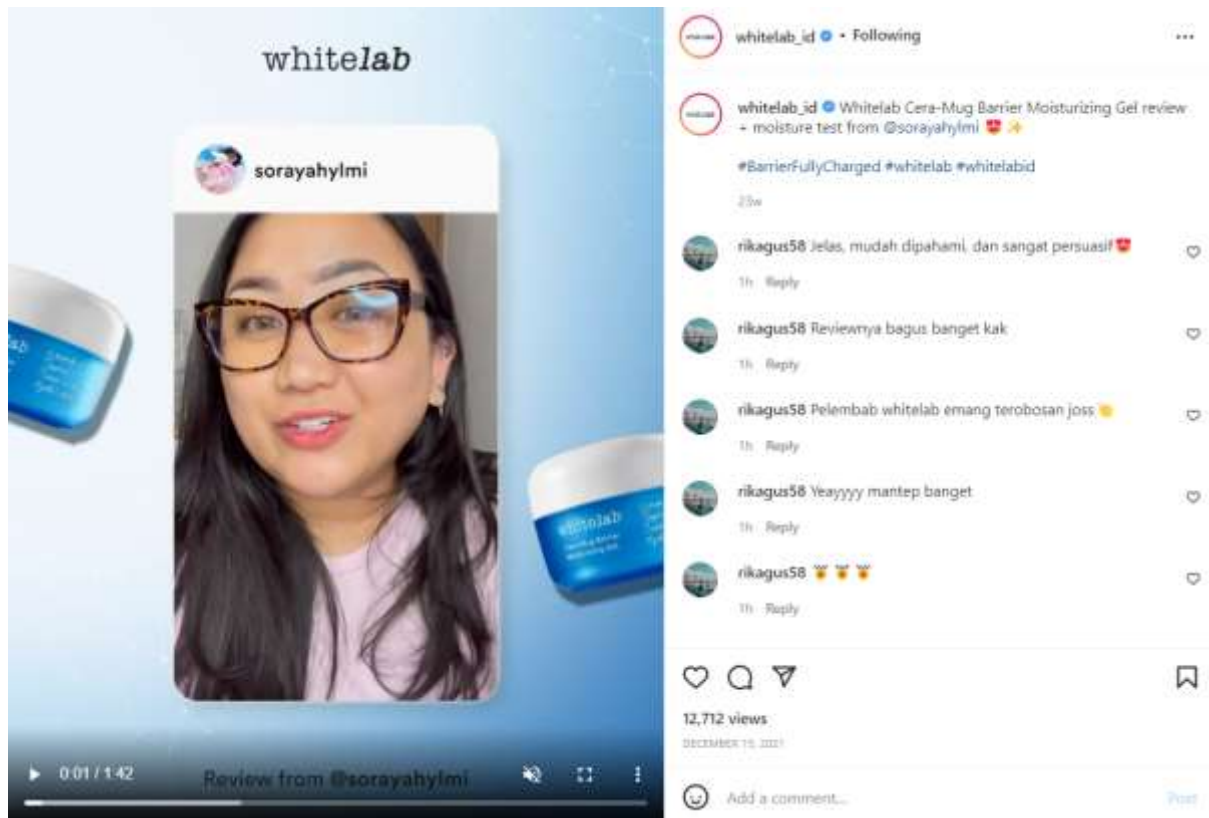 whitelab
sorayahylmi
whitelab
0:01 / 1:42
Review from @sorayahylmi
whitelab_id • Following
whitelab_id Whitelab Cera-Mug Barrier Moisturizing Gel review
+ moisture test from @sorayahylmi 😍 ✨
#BarrierFullyCharged #whitelab #whitelabid
23w
rikagus58 Jelas, mudah dipahami, dan sangat persuasif😍
1h Reply
rikagus58 Reviewnya bagus banget kak
1h Reply
rikagus58 Pelembab whitelab emang terobosan joss 👏
1h Reply
rikagus58 Yeayyyy mantep banget
1h Reply
rikagus58 🏅 🏅 🏅
1h Reply
12,712 views
DECEMBER 15, 2021
Add a comment...
Post